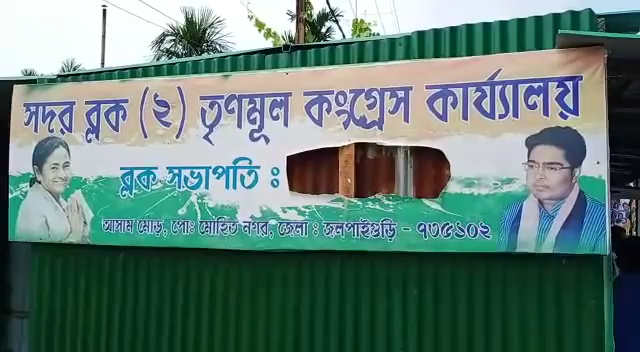 সদর ব্লক (২) তৃণমূল কংগ্রেস কার্য্যালয়
ব্লক সভাপতি :
আসাম মোড়, পোঃ মোহিত নগর, জেলা : জলপাইগুড়ি - ৭৩৫১০২